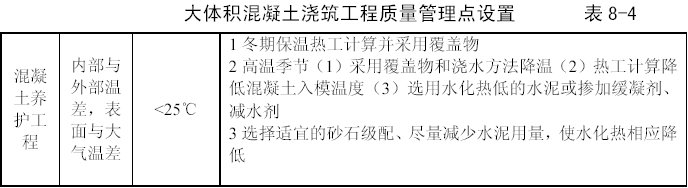 大体积混凝土浇筑工程质量管理点设置 表 8-4
混凝
土养
护工
程
内部与
外部温
差，表
面与大
气温差
<25℃
1 冬期保温热工计算并采用覆盖物
2 高温季节（1）采用覆盖物和浇水方法降温（2）热工计算降
低混凝土入模温度（3）选用水化热低的水泥或掺加缓凝剂、
减水剂
3 选择适宜的砂石级配、尽量减少水泥用量，使水化热相应降
低